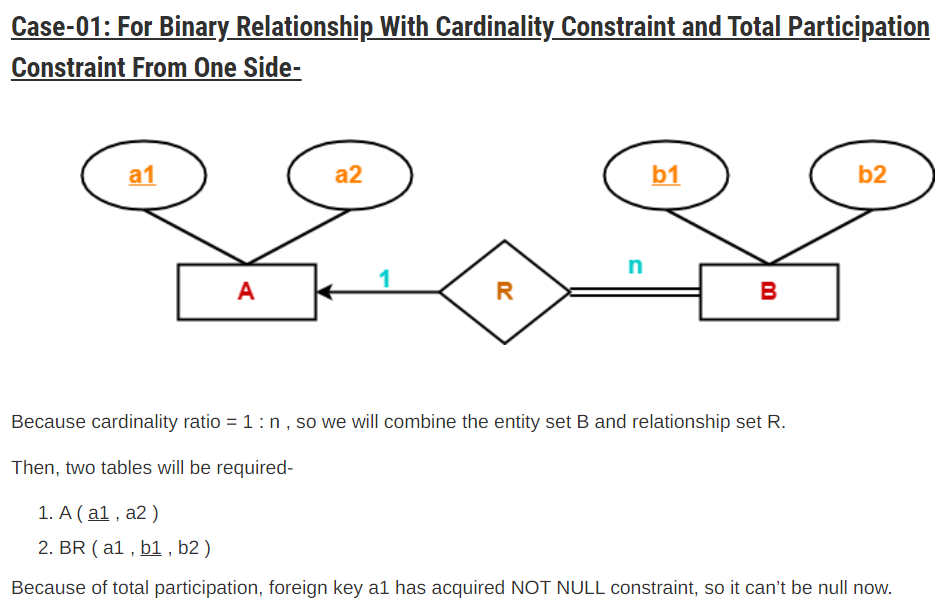 Case-01: For Binary Relationship With Cardinality Constraint and Total Participation
Constraint From One Side-
a1
a2
b1
b2
A
1
R
n
B
Because cardinality ratio = 1 : n , so we will combine the entity set B and relationship set R.
Then, two tables will be required-
1. A ( a1 , a2 )
2. BR ( a1 , b1 , b2 )
Because of total participation, foreign key a1 has acquired NOT NULL constraint, so it can’t be null now.